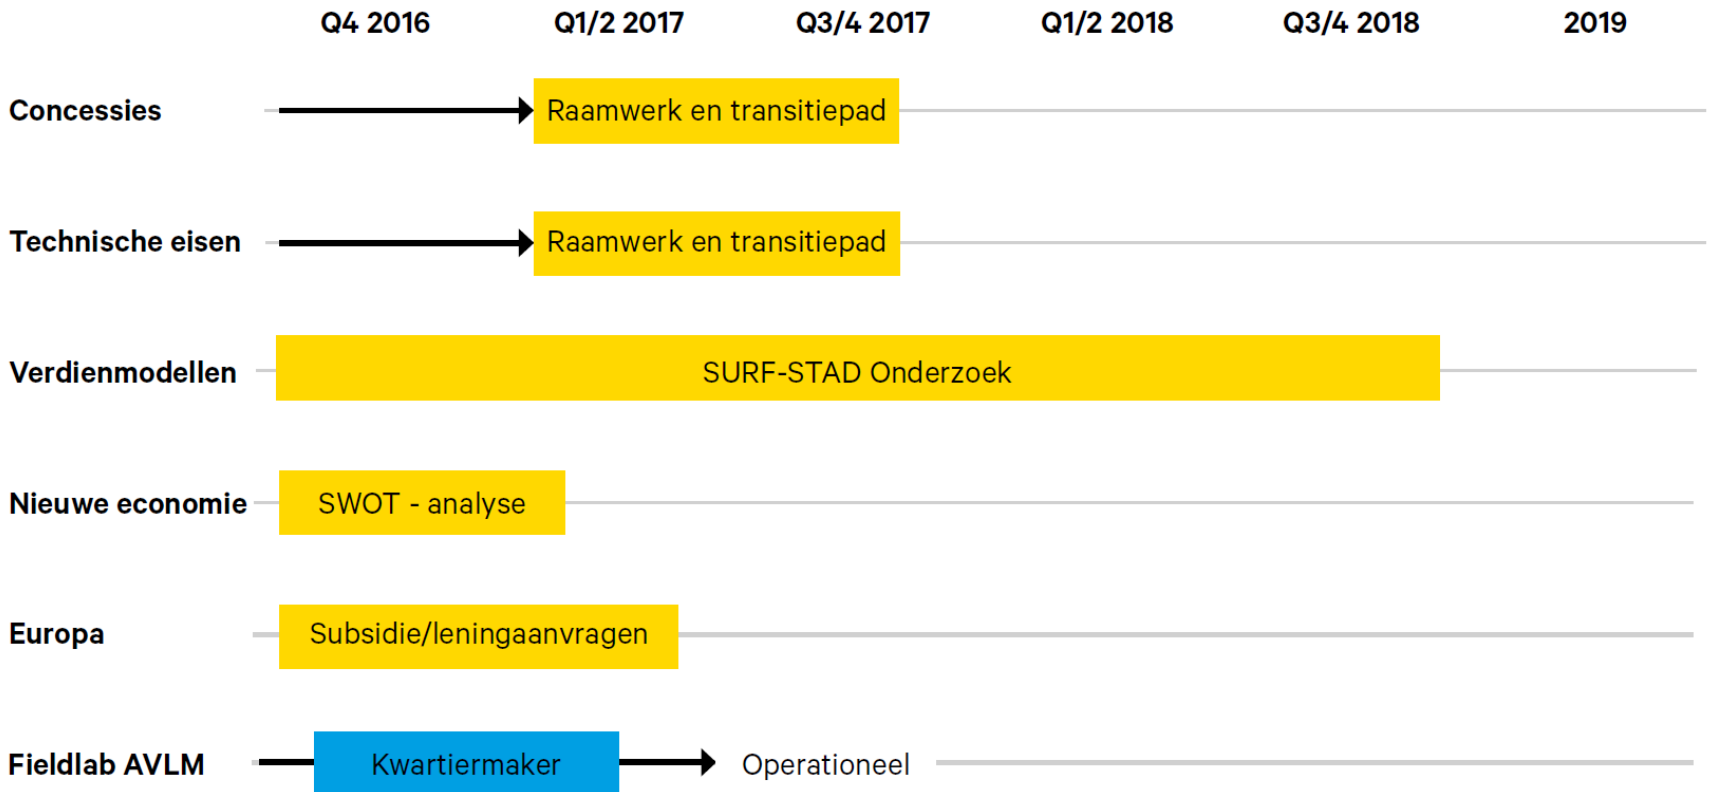 Q4 2016 Q1/2 2017 Q3/4 2017 Q1/2 2018 Q3/4 2018 2019
Concessies Raamwerk en transitiepad
Technische eisen Raamwerk en transitiepad
Verdienmodellen SURF-STAD Onderzoek
Nieuwe economie SWOT - analyse
Europa Subsidie/leningaanvragen
Fieldlab AVLM Kwartiermaker Operationeel